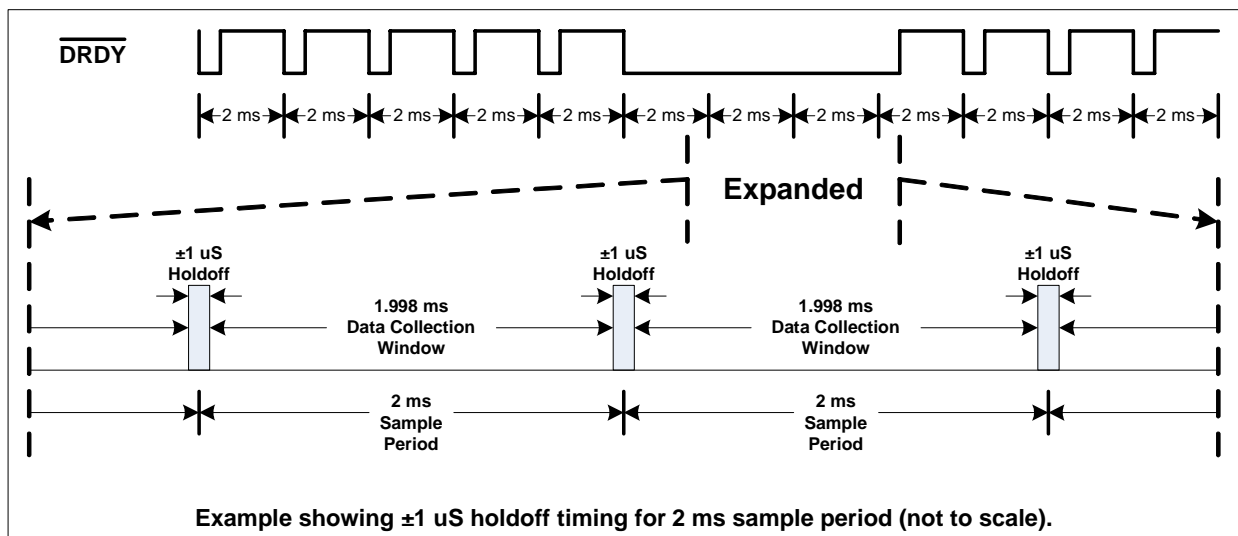 DRDY
2 ms 2 ms 2 ms 2 ms 2 ms 2 ms 2 ms 2 ms 2 ms 2 ms 2 ms 2 ms
Expanded
±1 uS
Holdoff
±1 uS
Holdoff
±1 uS
Holdoff
1.998 ms
Data Collection
Window
1.998 ms
Data Collection
Window
2 ms
Sample
Period
2 ms
Sample
Period
Example showing ±1 uS holdoff timing for 2 ms sample period (not to scale).